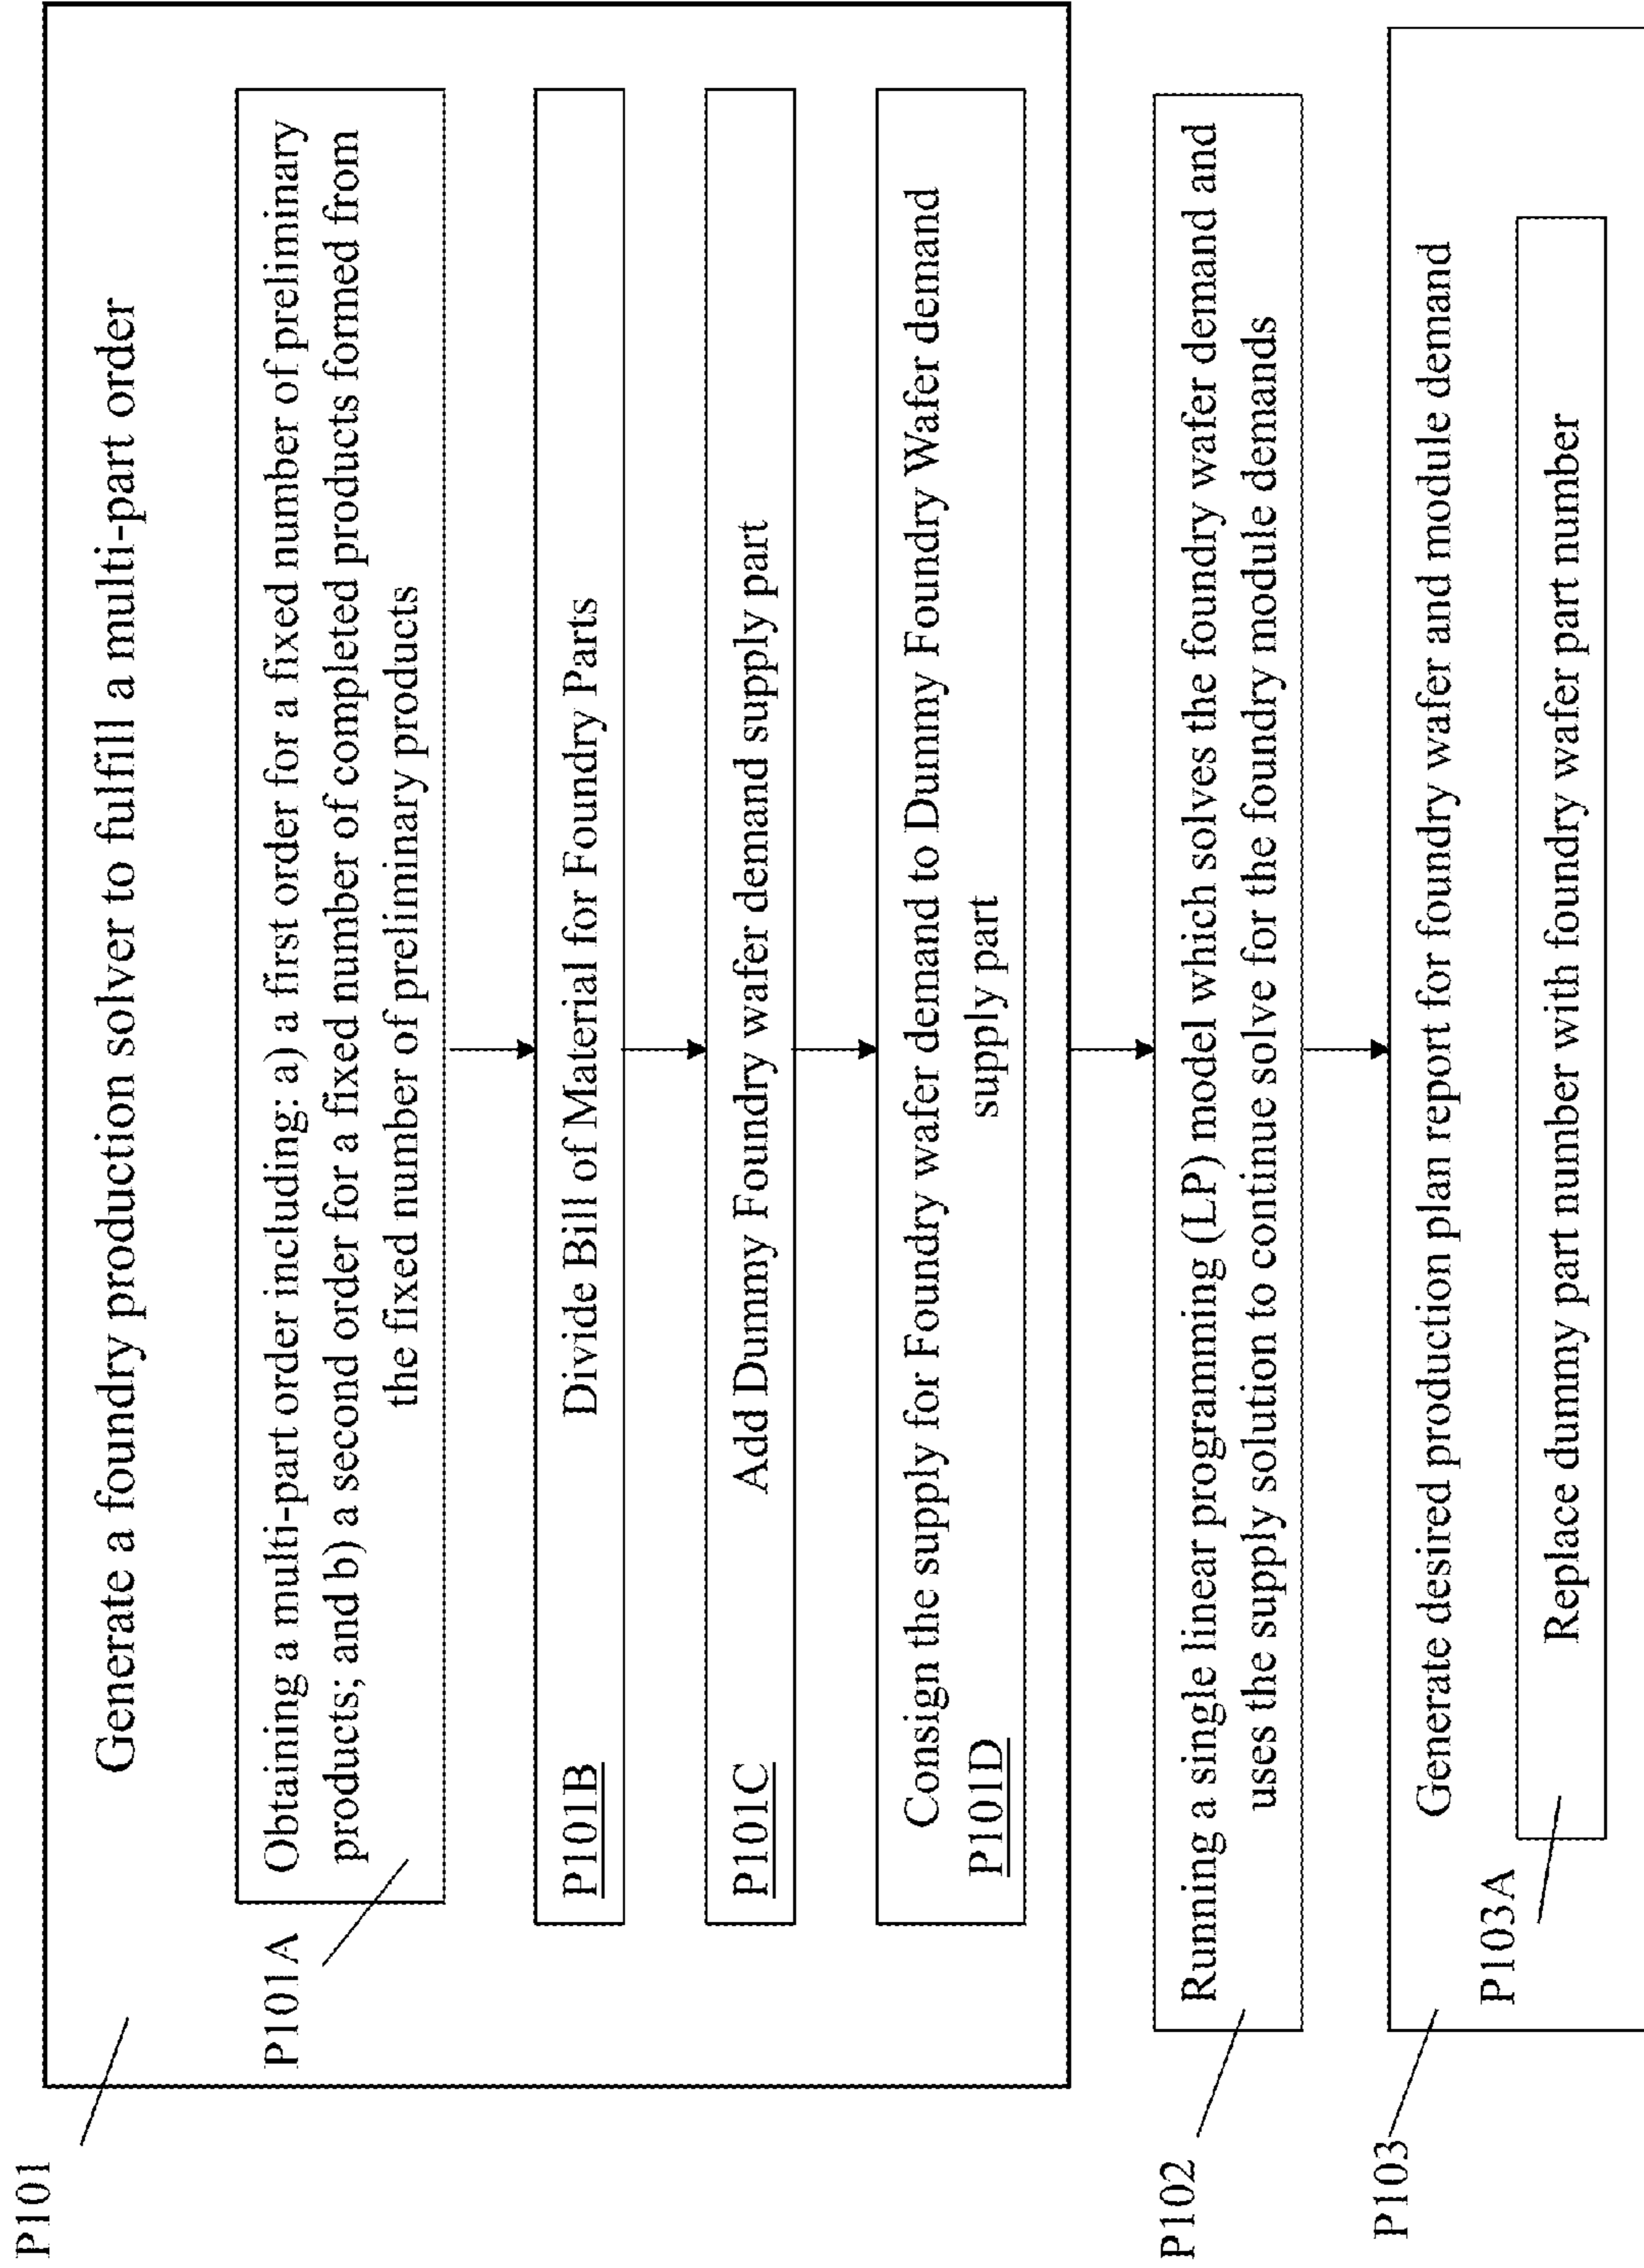 P101
Generate a foundry production solver to fulfill a multi-part order
P101A
Obtaining a multi-part order including: a) a first order for a fixed number of preliminary
products; and b) a second order for a fixed number of completed products formed from
the fixed number of preliminary products
P101B
Divide Bill of Material for Foundry Parts
P101C
Add Dummy Foundry wafer demand supply part
Consign the supply for Foundry wafer demand to Dummy Foundry Wafer demand
supply part
P101D
P102
Running a single linear programming (LP) model which solves the foundry wafer demand and
uses the supply solution to continue solve for the foundry module demands
P103
Generate desired production plan report for foundry wafer and module demand
P103A
Replace dummy part number with foundry wafer part number